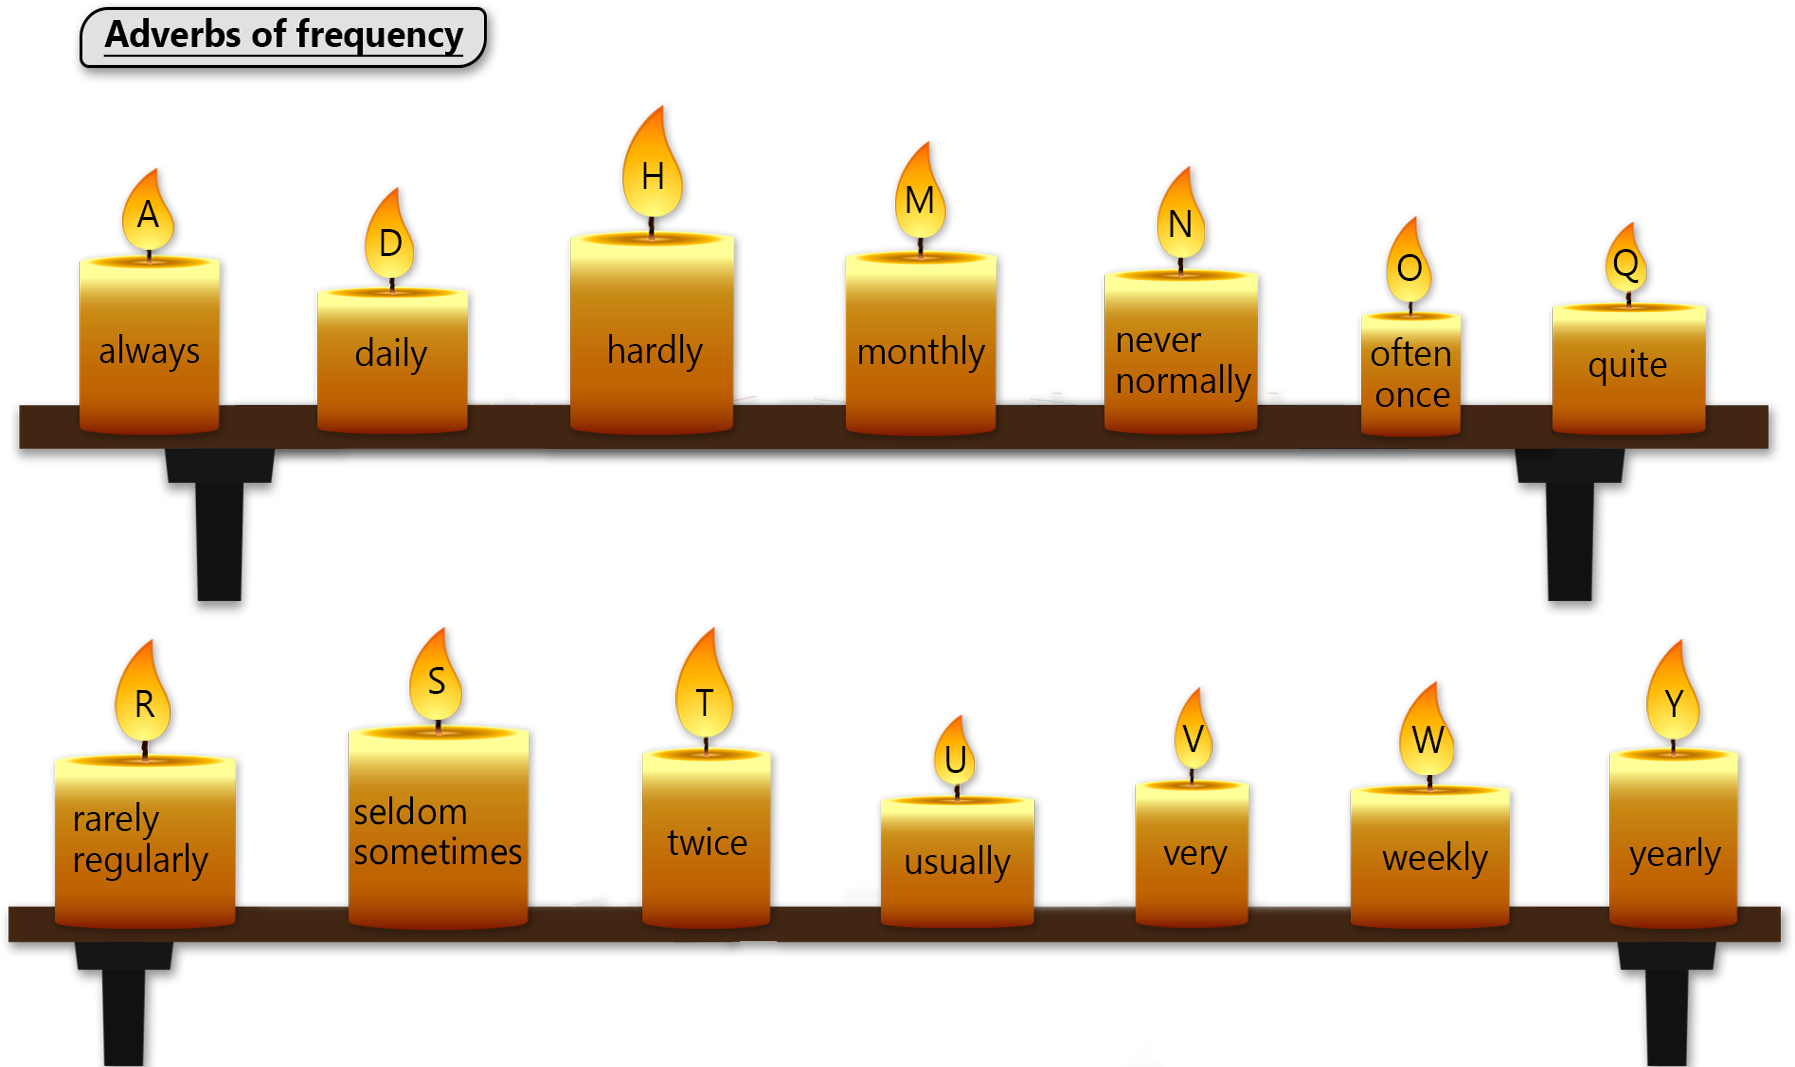 Adverbs of frequency
A
always
D
daily
H
hardly
M
monthly
N
never
normally
O
often
once
Q
quite
R
rarely
regularly
S
seldom
sometimes
T
twice
U
usually
V
very
W
weekly
Y
yearly